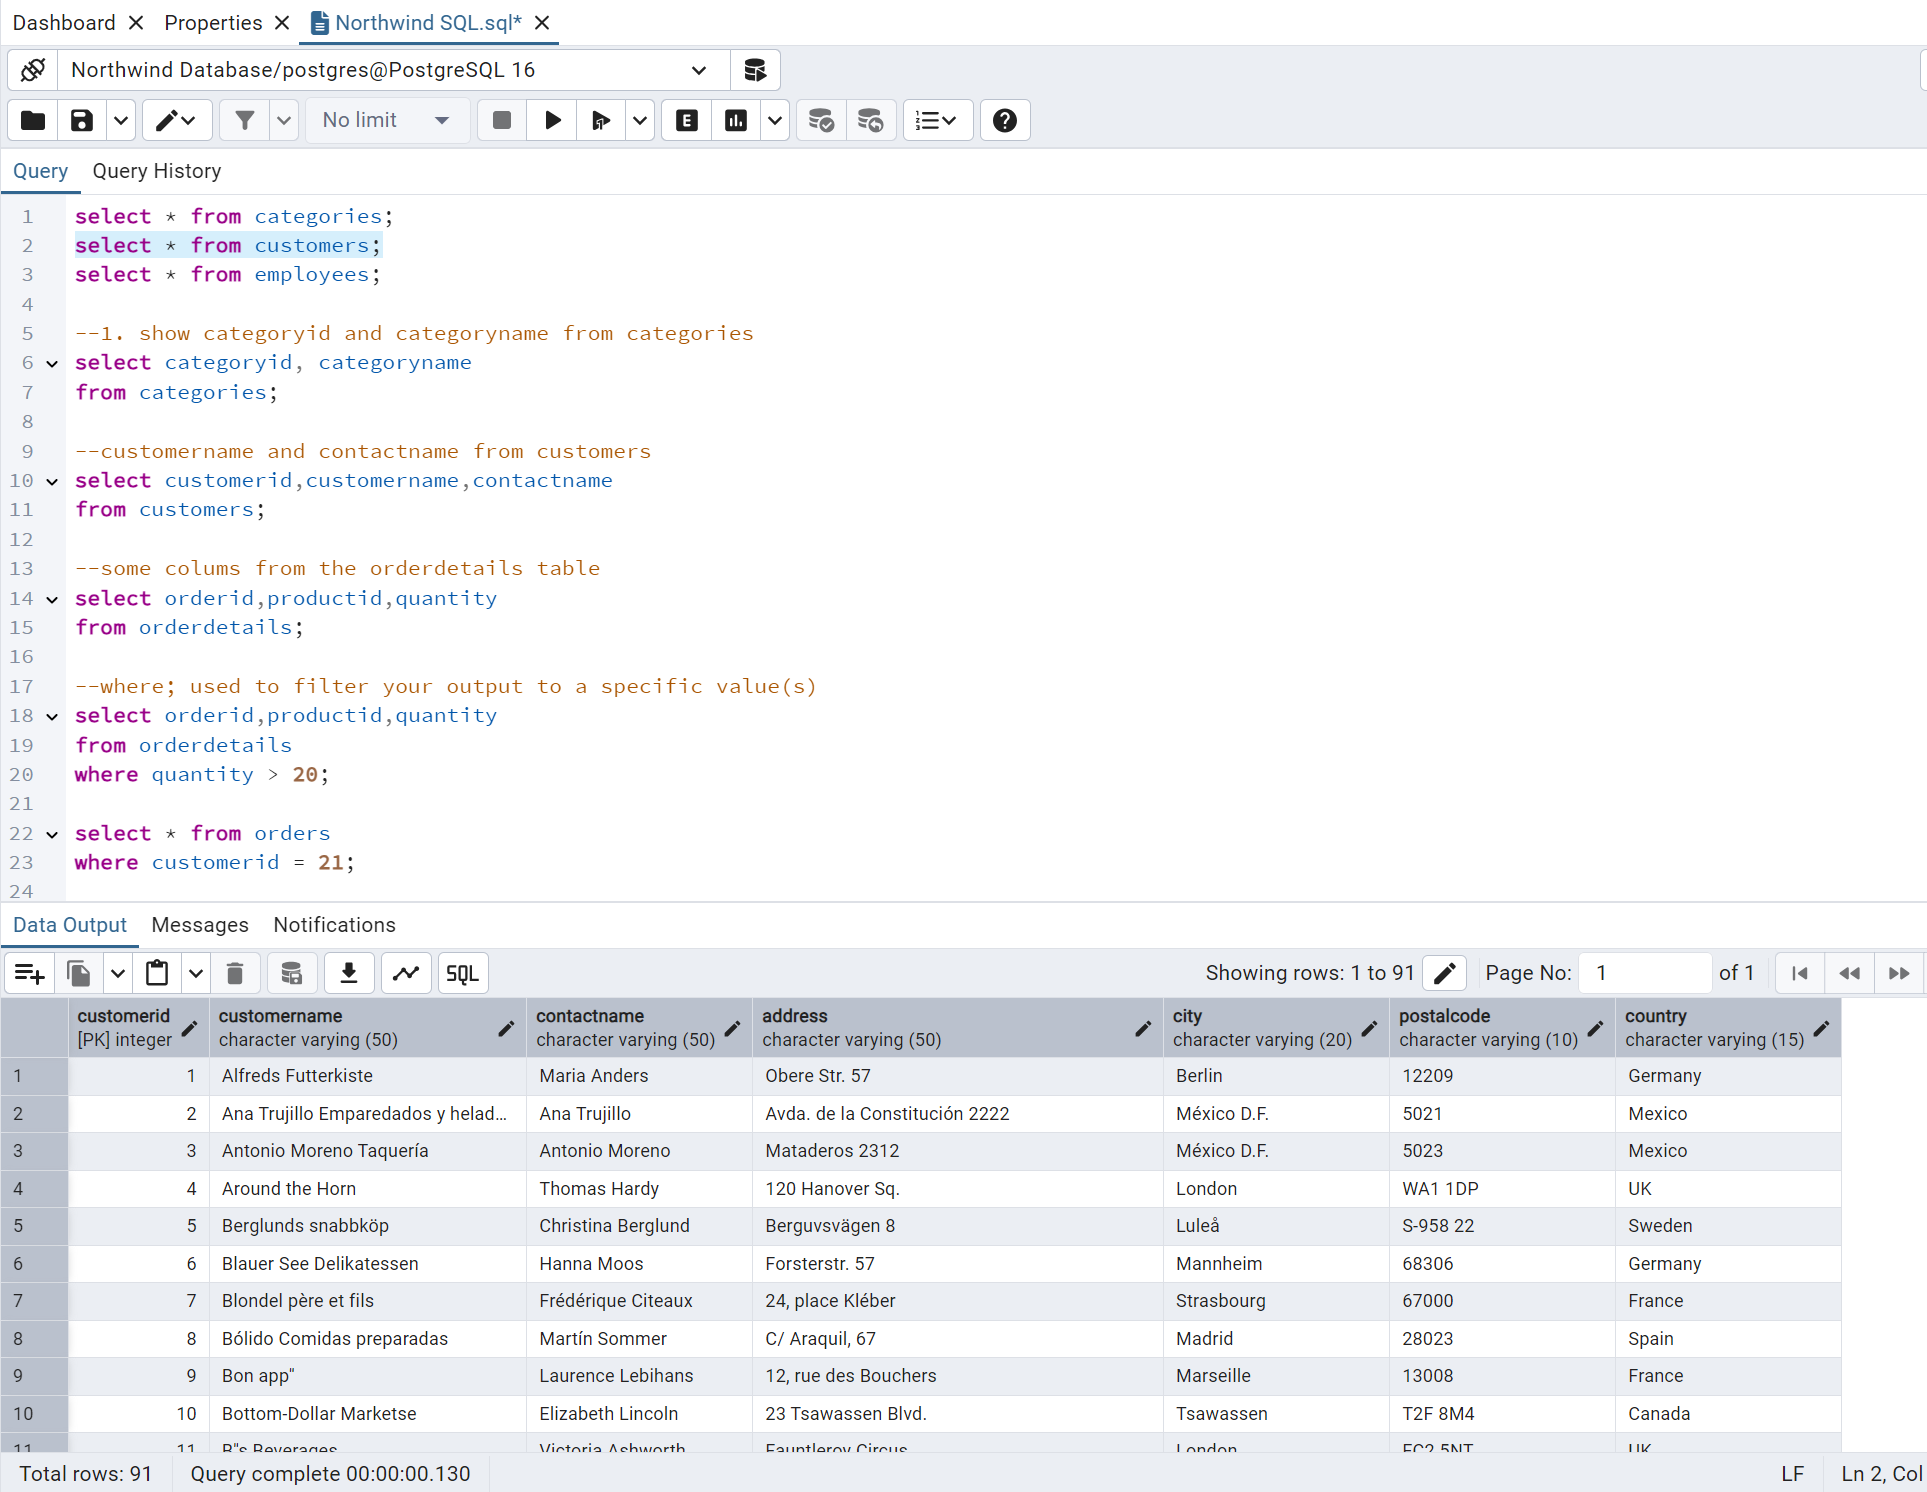 Dashboard Properties Northwind SQL.sql*
Northwind Database/postgres@PostgreSQL 16
No limit E
Query Query History
1 select * from categories;
2 select * from customers;
3 select * from employees;
4
5 --1. show categoryid and categoryname from categories
6 select categoryid, categoryname
7 from categories;
8
9 --customername and contactname from customers
10 select customerid,customername,contactname
11 from customers;
12
13 --some colums from the orderdetails table
14 select orderid,productid,quantity
15 from orderdetails;
16
17 --where; used to filter your output to a specific value(s)
18 select orderid,productid,quantity
19 from orderdetails
20 where quantity > 20;
21
22 select * from orders
23 where customerid = 21;
24
Data Output Messages Notifications
SQL Showing rows: 1 to 91 Page No: 1 of 1
customerid customername contactname address city postalcode country
[PK] integer character varying (50) character varying (50) character varying (50) character varying (20) character varying (10) character varying (15)
1 1 Alfreds Futterkiste Maria Anders Obere Str. 57 Berlin 12209 Germany
2 2 Ana Trujillo Emparedados y helad... Ana Trujillo Avda. de la Constitución 2222 México D.F. 5021 Mexico
3 3 Antonio Moreno Taquería Antonio Moreno Mataderos 2312 México D.F. 5023 Mexico
4 4 Around the Horn Thomas Hardy 120 Hanover Sq. London WA1 1DP UK
5 5 Berglunds snabbköp Christina Berglund Berguvsvägen 8 Luleå S-958 22 Sweden
6 6 Blauer See Delikatessen Hanna Moos Forsterstr. 57 Mannheim 68306 Germany
7 7 Blondel père et fils Frédérique Citeaux 24, place Kléber Strasbourg 67000 France
8 8 Bólido Comidas preparadas Martín Sommer C/ Araquil, 67 Madrid 28023 Spain
9 9 Bon app" Laurence Lebihans 12, rue des Bouchers Marseille 13008 France
10 10 Bottom-Dollar Marketse Elizabeth Lincoln 23 Tsawassen Blvd. Tsawassen T2F 8M4 Canada
11 11 B"s Beverages Victoria Ashworth Fauntleroy Circus London EC2 5NT UK
Total rows: 91 Query complete 00:00:00.130 LF Ln 2, Col